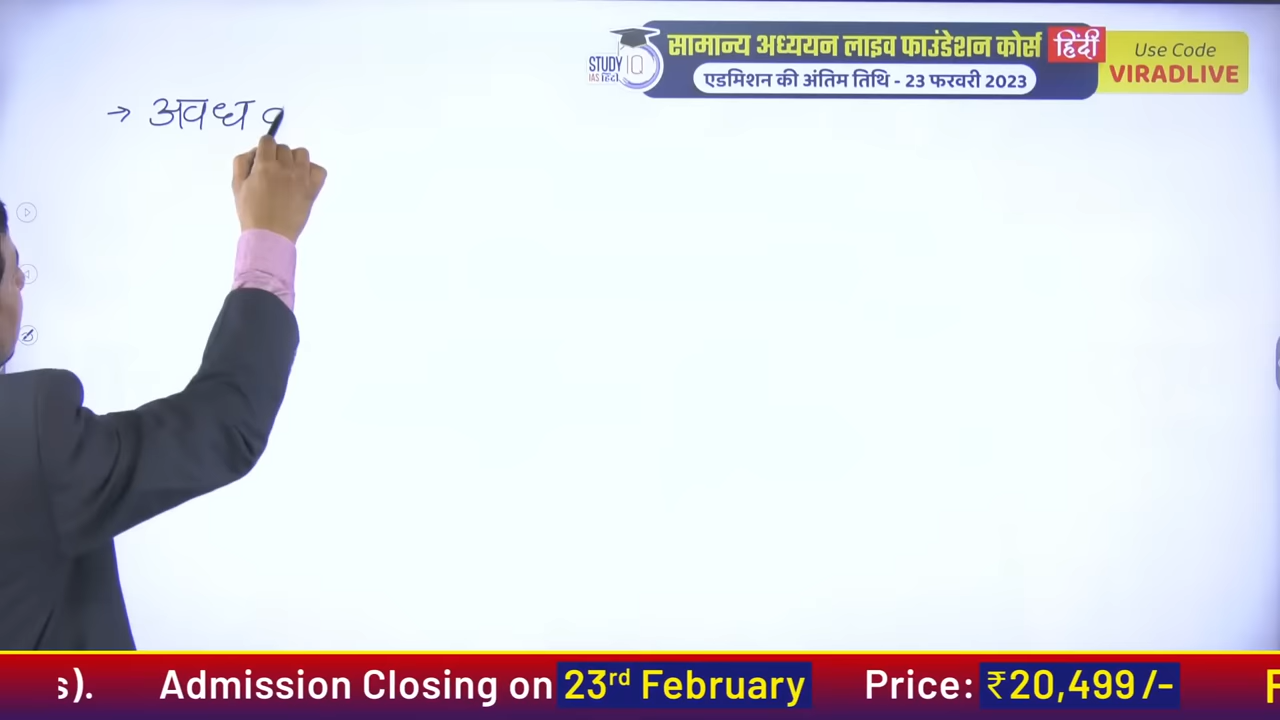 सामान्य अध्ययन लाइव फाउंडेशन कोर्स हिंदी
एडमिशन की अंतिम तिथि - 23 फरवरी 2023
Use Code
VIRADLIVE
STUDY IQ
IAS हिंदी
→ अवध
s). Admission Closing on 23rd February Price: ₹20,499/-